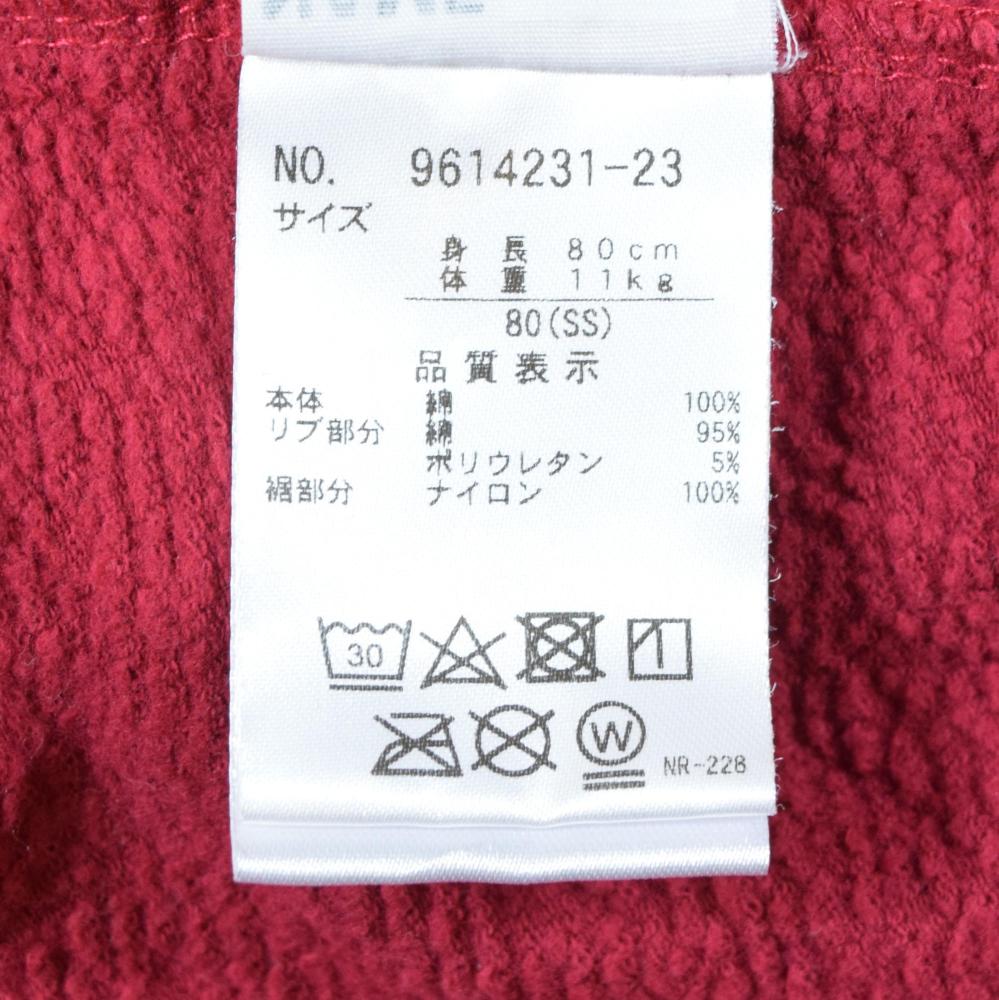 NO. 9614231-23
サイズ
身長 80cm
体重 11kg
80(SS)
品質表示
本体 綿 100%
リブ部分 綿 95%
ポリウレタン 5%
裾部分 ナイロン 100%
30
W NR-228